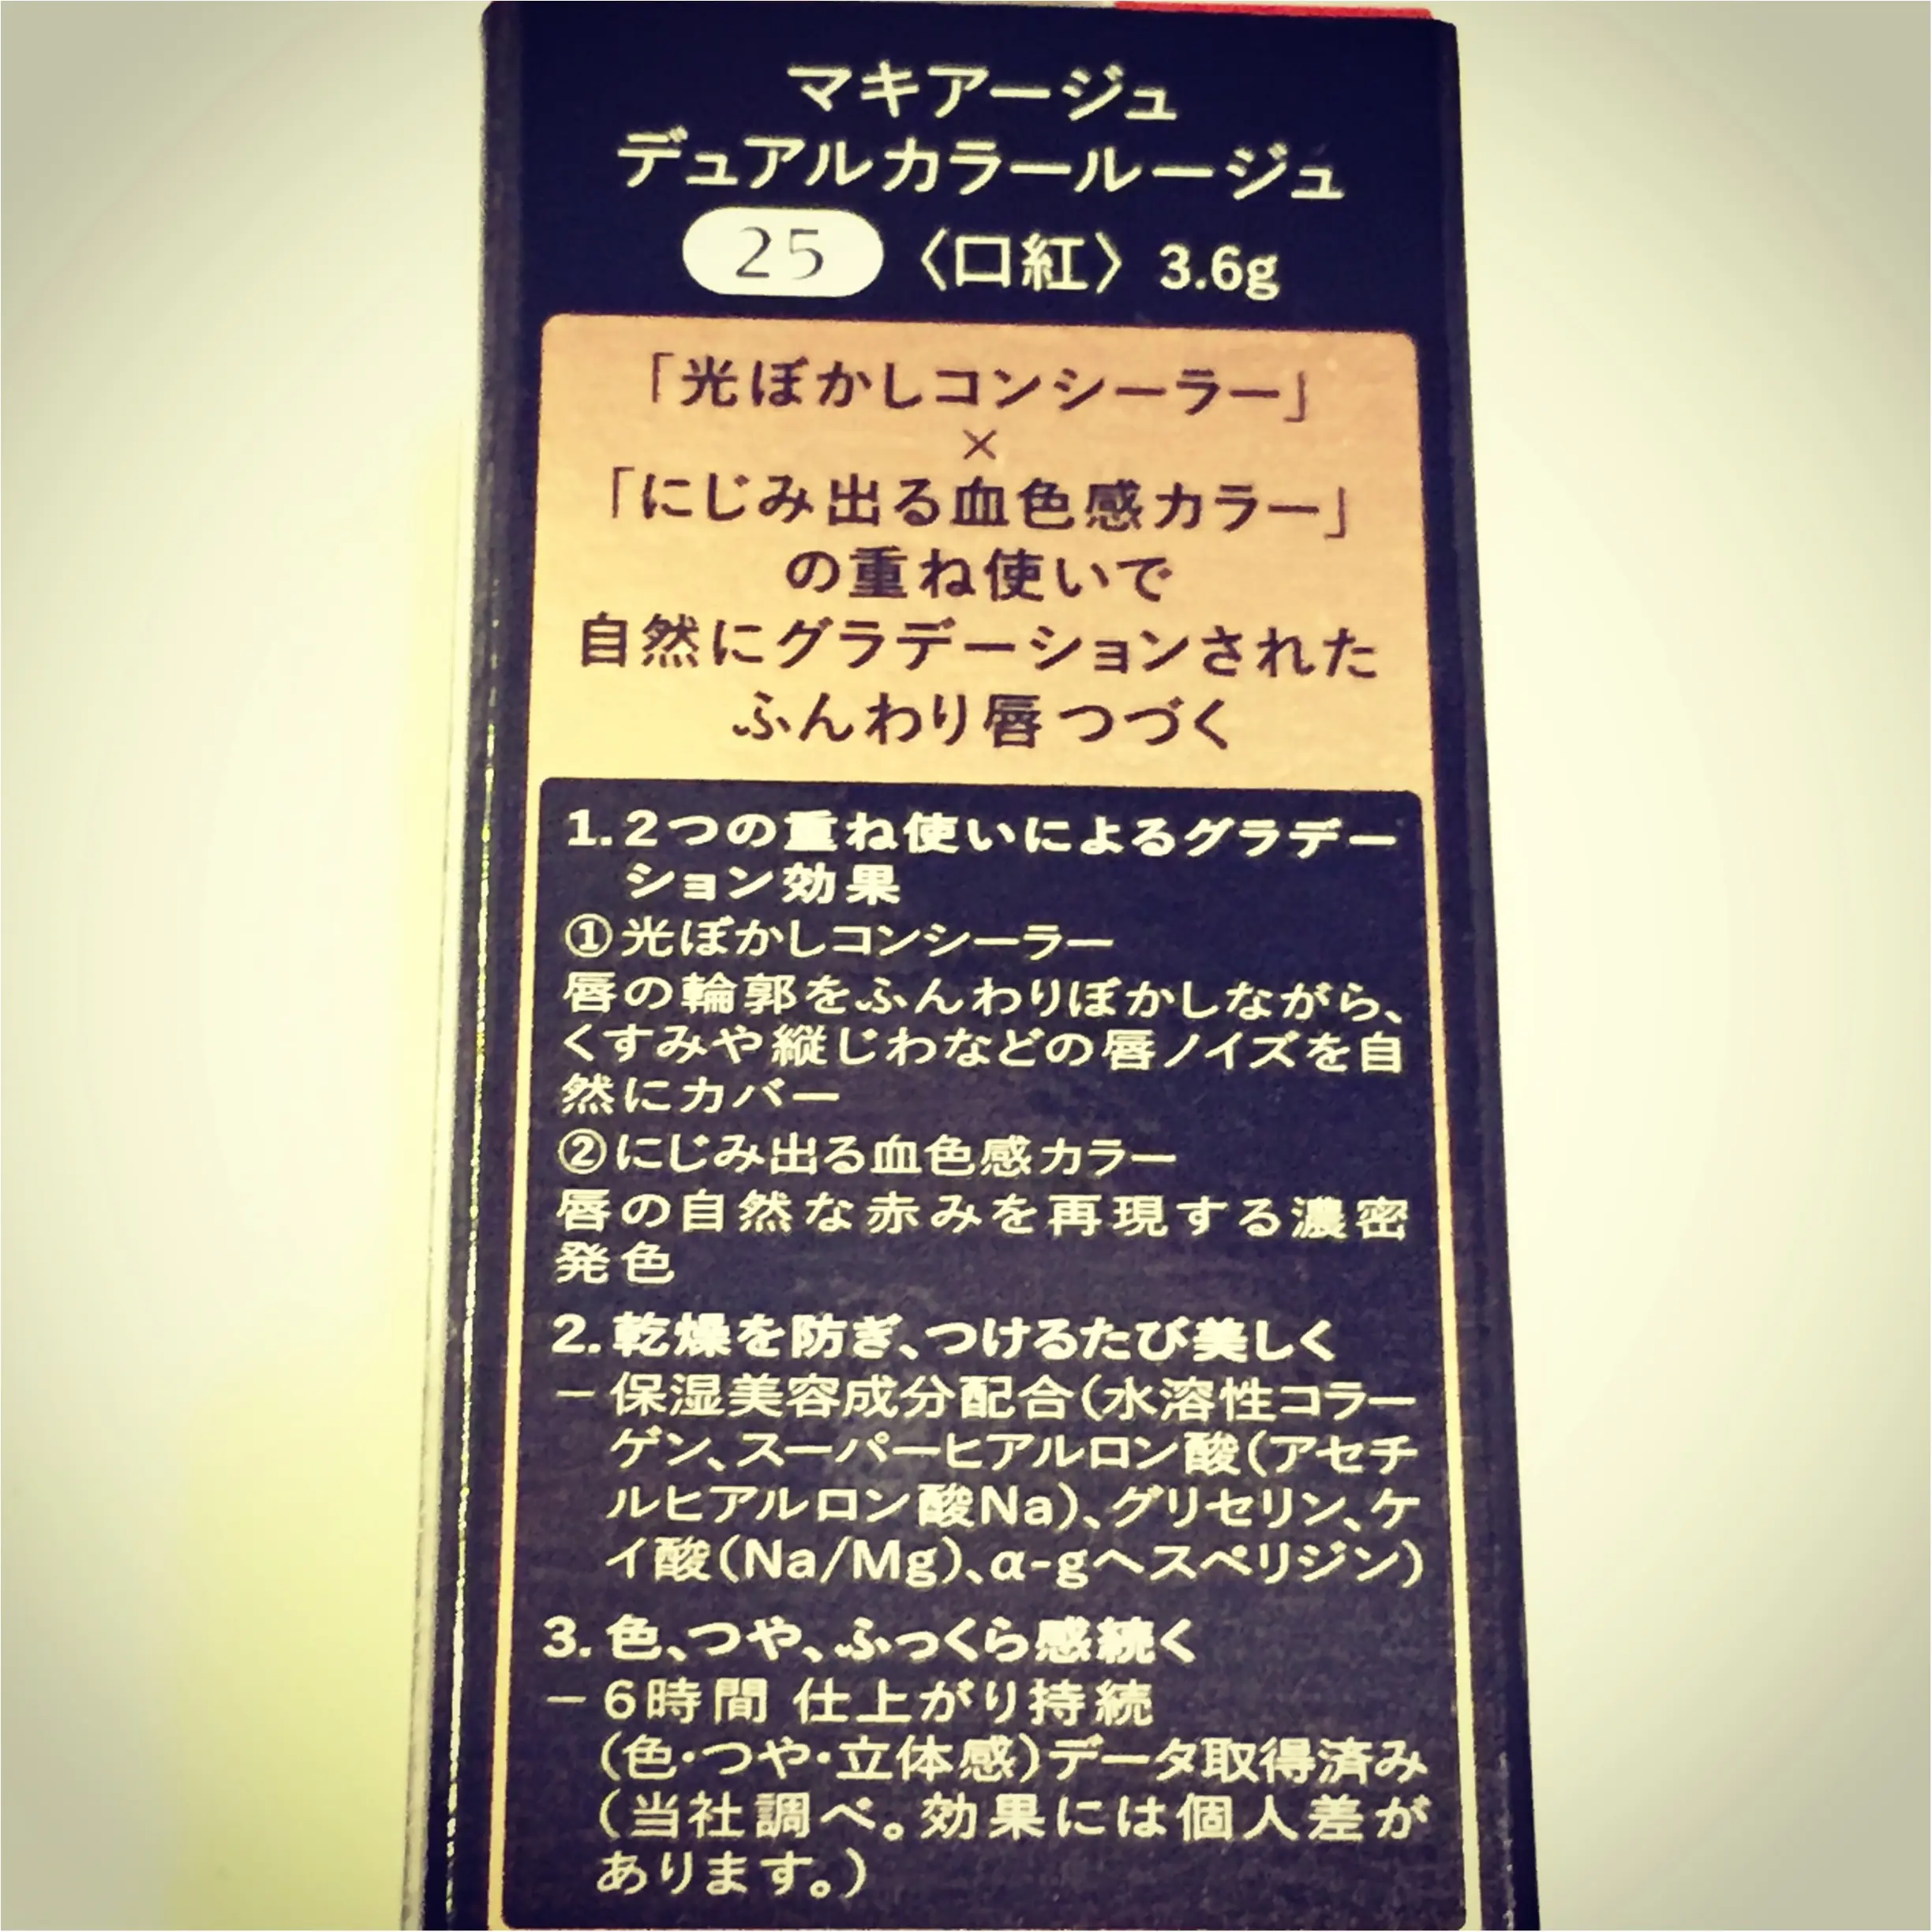 マキアージュ
デュアルカラールージュ
25 〈口紅〉 3.6g
「光ぼかしコンシーラー」
×
「にじみ出る血色感カラー」
の重ね使いで
自然にグラデーションされた
ふんわり唇つづく
1.2つの重ね使いによるグラデー
ション効果
①光ぼかしコンシーラー
唇の輪郭をふんわりぼかしながら、
くすみや縦じわなどの唇ノイズを自
然にカバー
②にじみ出る血色感カラー
唇の自然な赤みを再現する濃密
発色
2.乾燥を防ぎ、つけるたび美しく
－保湿美容成分配合(水溶性コラー
ゲン、スーパーヒアルロン酸(アセチ
ルヒアルロン酸Na)、グリセリン、ケ
イ酸(Na/Mg)、α-gヘスペリジン)
3.色、つや、ふっくら感続く
－6時間 仕上がり持続
(色・つや・立体感)データ取得済み
(当社調べ。効果には個人差が
あります。)